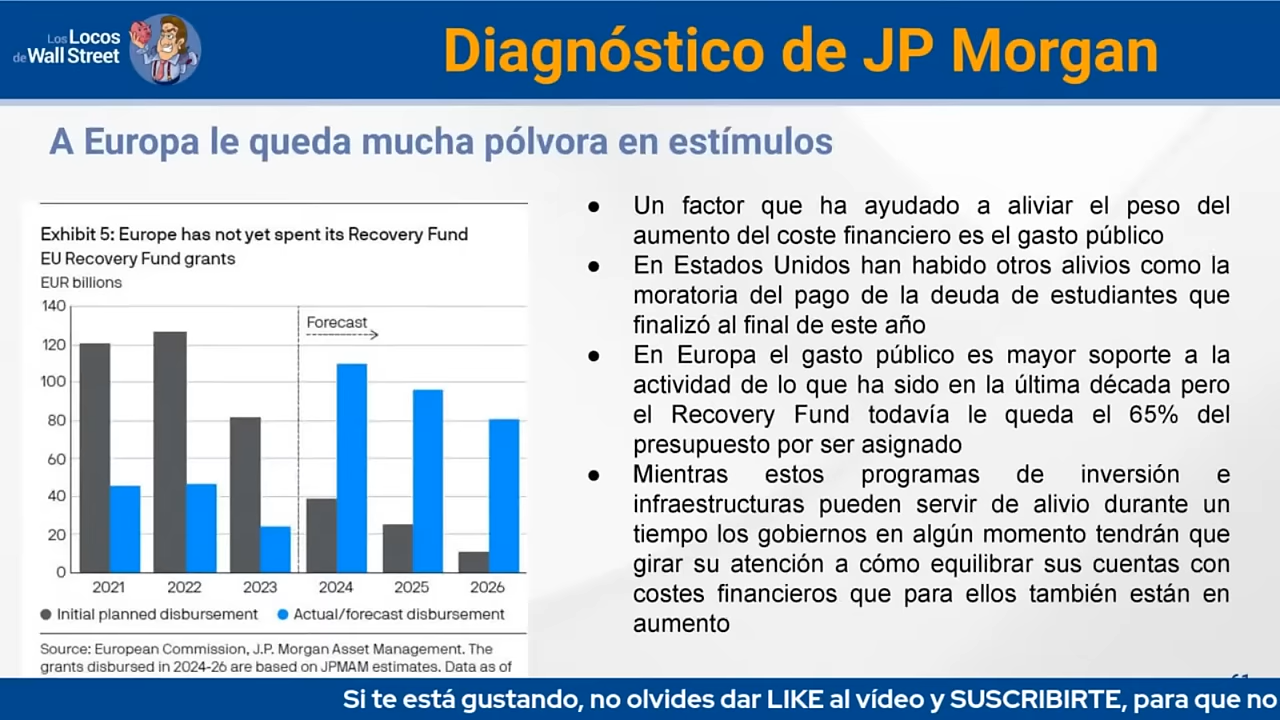 Los Locos
de Wall Street
Diagnóstico de JP Morgan
A Europa le queda mucha pólvora en estímulos
Exhibit 5: Europe has not yet spent its Recovery Fund
EU Recovery Fund grants
EUR billions
140
120
100
80
60
40
20
0
Forecast
2021 2022 2023 2024 2025 2026
Initial planned disbursement Actual/forecast disbursement
Source: European Commission, J.P. Morgan Asset Management. The
grants disbursed in 2024-26 are based on JPMAM estimates. Data as of
● Un factor que ha ayudado a aliviar el peso del
aumento del coste financiero es el gasto público
● En Estados Unidos han habido otros alivios como la
moratoria del pago de la deuda de estudiantes que
finalizó al final de este año
● En Europa el gasto público es mayor soporte a la
actividad de lo que ha sido en la última década pero
el Recovery Fund todavía le queda el 65% del
presupuesto por ser asignado
● Mientras estos programas de inversión e
infraestructuras pueden servir de alivio durante un
tiempo los gobiernos en algún momento tendrán que
girar su atención a cómo equilibrar sus cuentas con
costes financieros que para ellos también están en
aumento
Si te está gustando, no olvides dar LIKE al vídeo y SUSCRIBIRTE, para que no